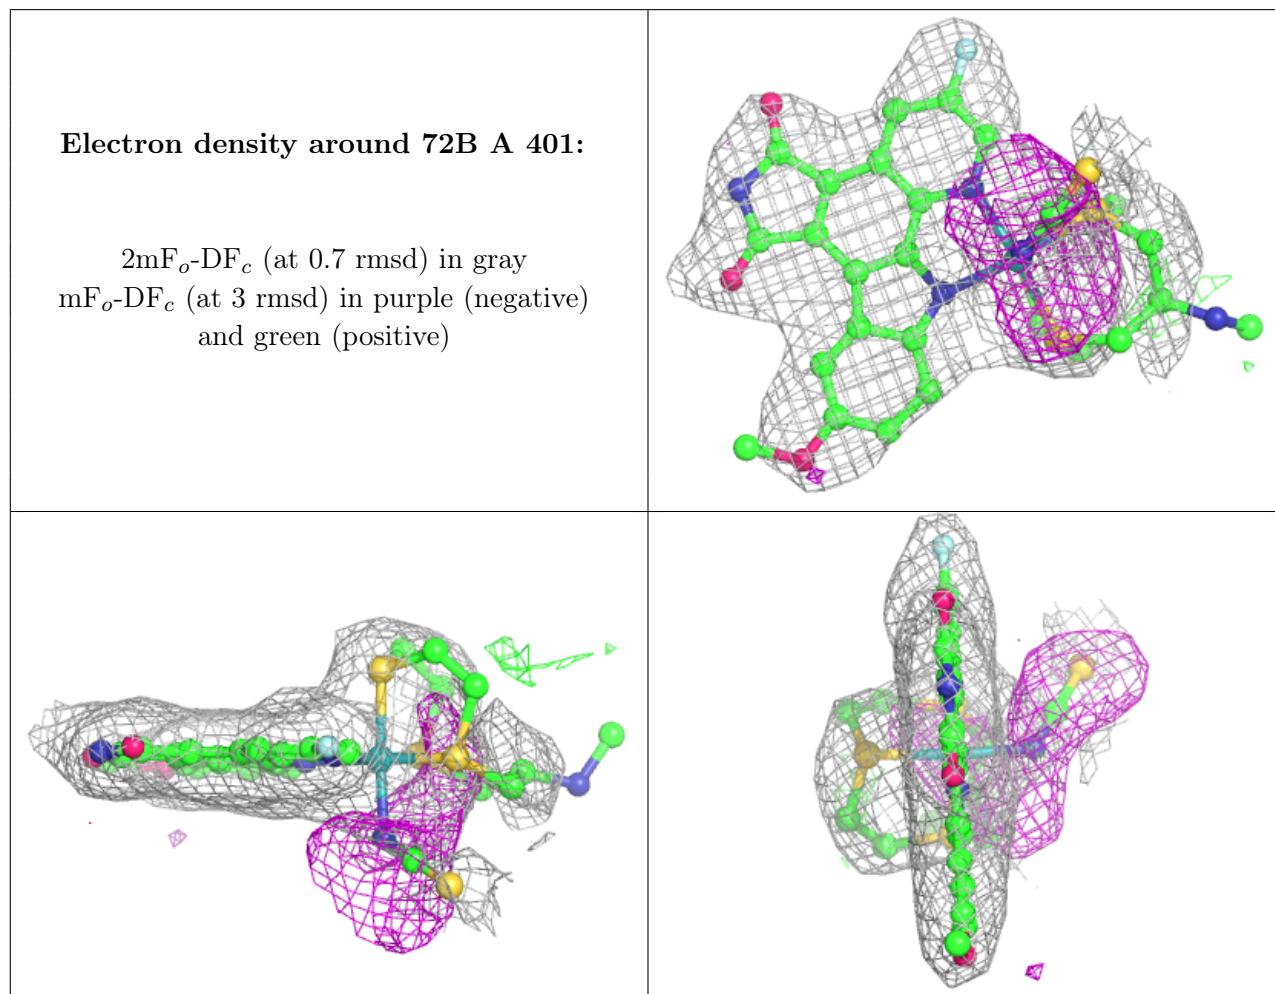 Electron density around 72B A 401:
2mFo-DFc (at 0.7 rmsd) in gray
mFo-DFc (at 3 rmsd) in purple (negative)
and green (positive)